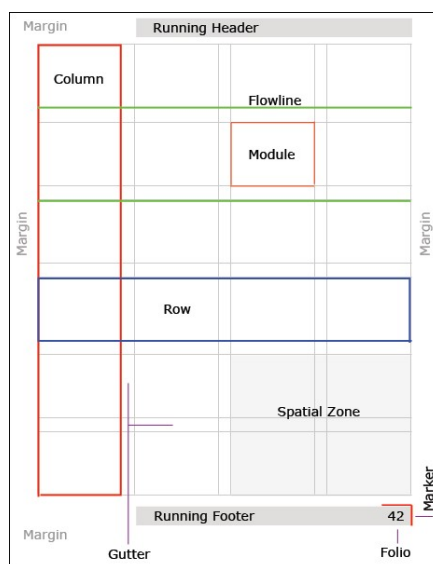 Margin
Running Header
Column
Flowline
Module
Margin
Margin
Row
Spatial Zone
Marker
Running Footer
42
Margin
Gutter
Folio